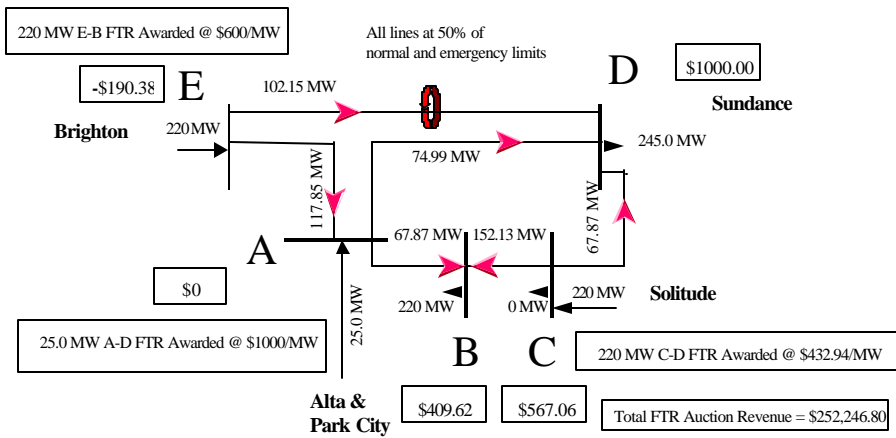 220 MW E-B FTR Awarded @ $600/MW
All lines at 50% of
normal and emergency limits
-$190.38
E
D
$1000.00
Sundance
Brighton
102.15 MW
220 MW
74.99 MW
245.0 MW
117.85 MW
67.87 MW
A
67.87 MW
152.13 MW
$0
220 MW
0 MW
220 MW
Solitude
25.0 MW
25.0 MW A-D FTR Awarded @ $1000/MW
B
C
220 MW C-D FTR Awarded @ $432.94/MW
Alta &
Park City
$409.62
$567.06
Total FTR Auction Revenue = $252,246.80